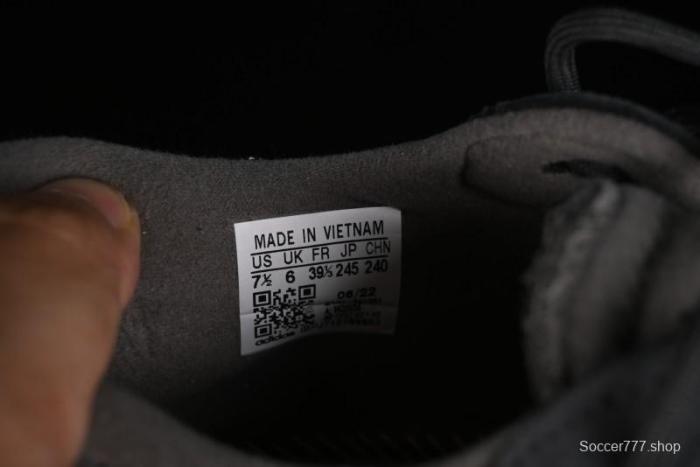 MADE IN VIETNAM
US UK FR JP CHN
7½ 6 39⅓ 245 240
06/22
adidas
Soccer777.shop